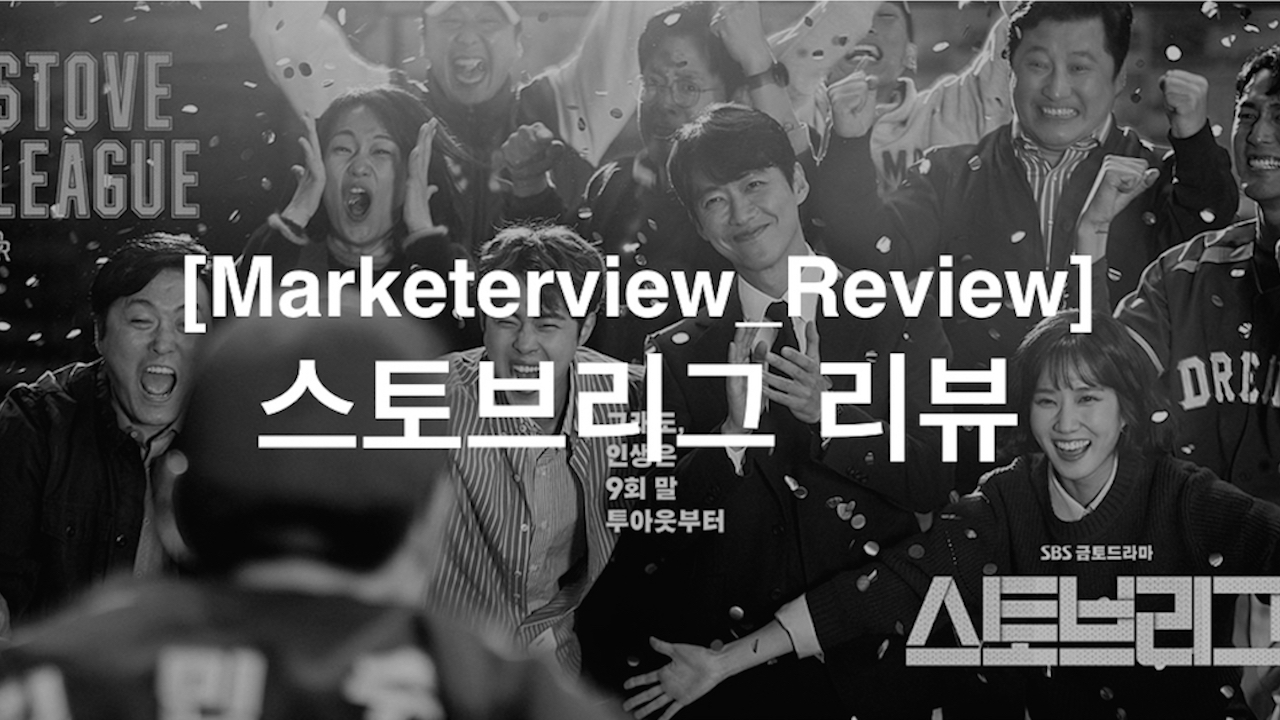 STOVE
LEAGUE
[Marketerview_Review]
스토브리그 리뷰
그래도,
인생은
9회 말
투아웃부터
SBS 금토드라마
스토브리그